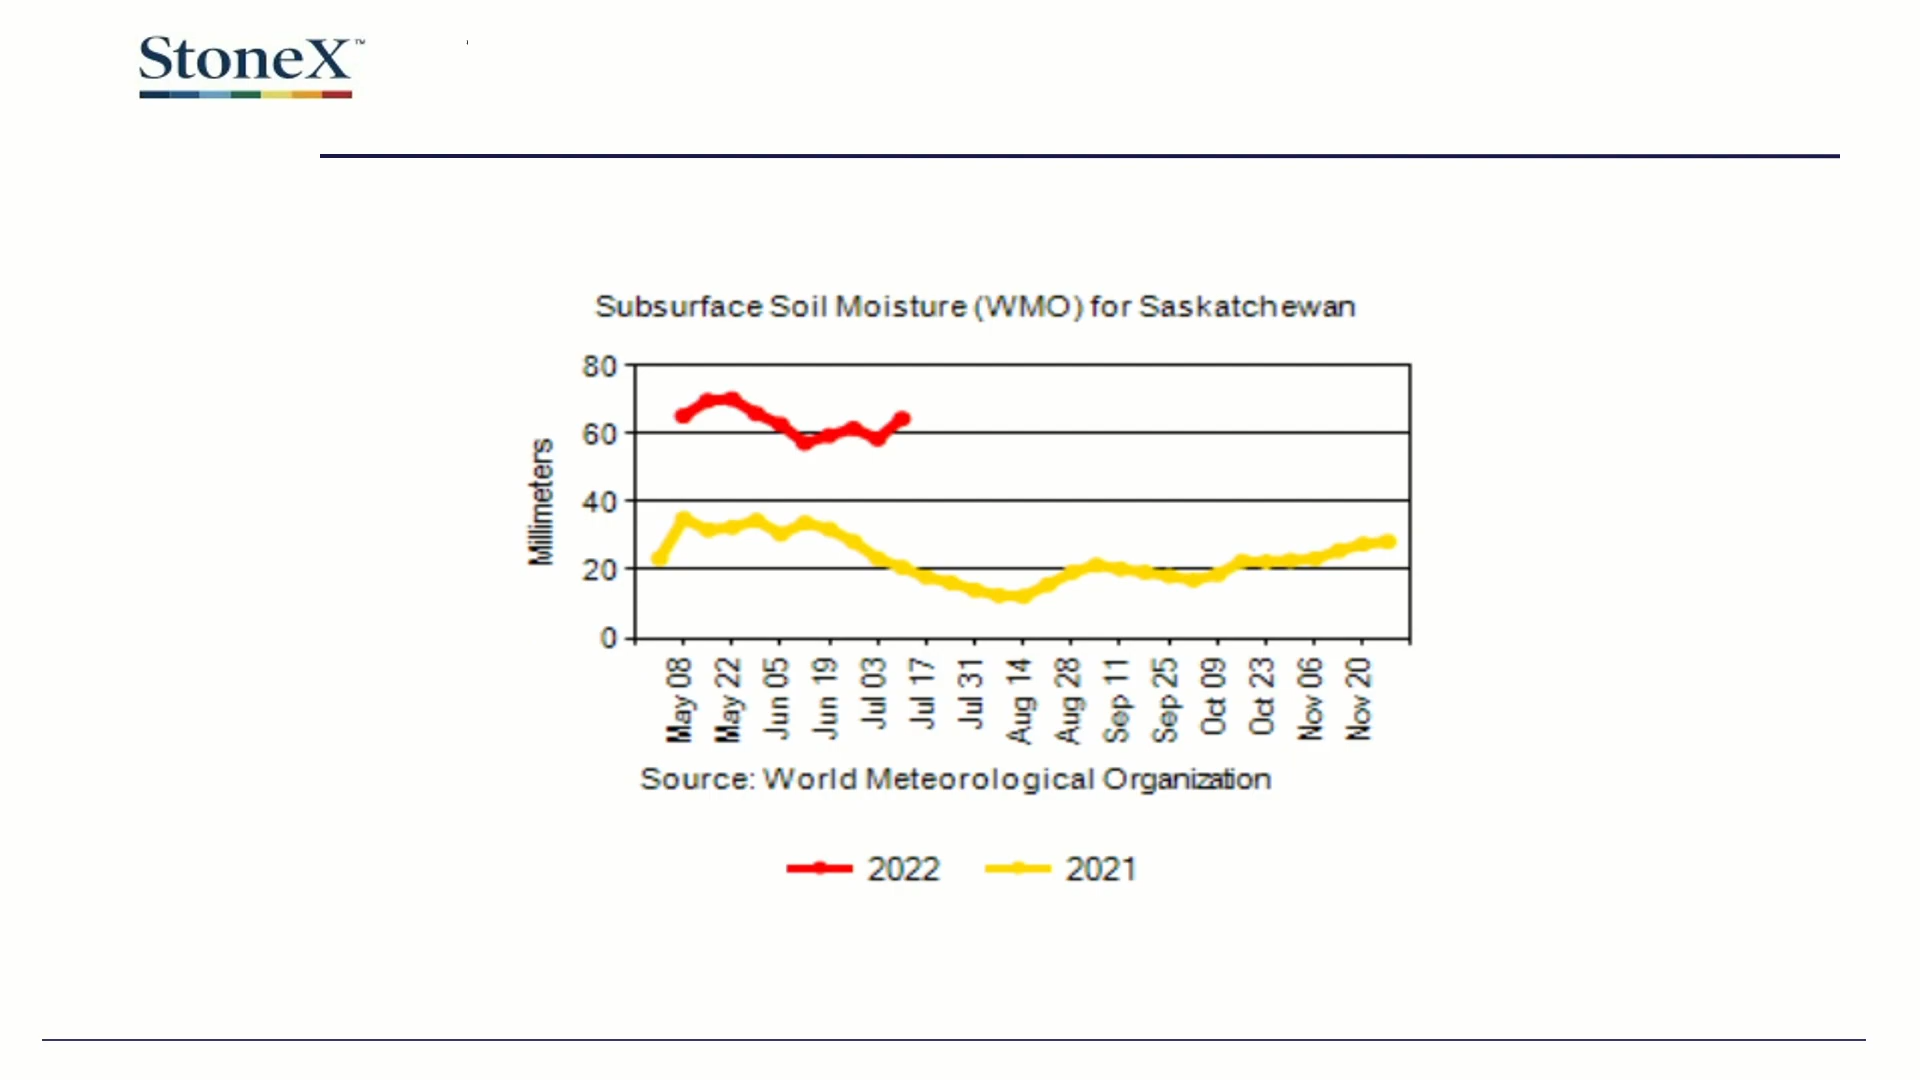 StoneX™
Subsurface Soil Moisture (WMO) for Saskatchewan
80
60
40
20
0
Millimeters
May 08
May 22
Jun 05
Jun 19
Jul 03
Jul 17
Jul 31
Aug 14
Aug 28
Sep 11
Sep 25
Oct 09
Oct 23
Nov 06
Nov 20
Source: World Meteorological Organization
2022
2021